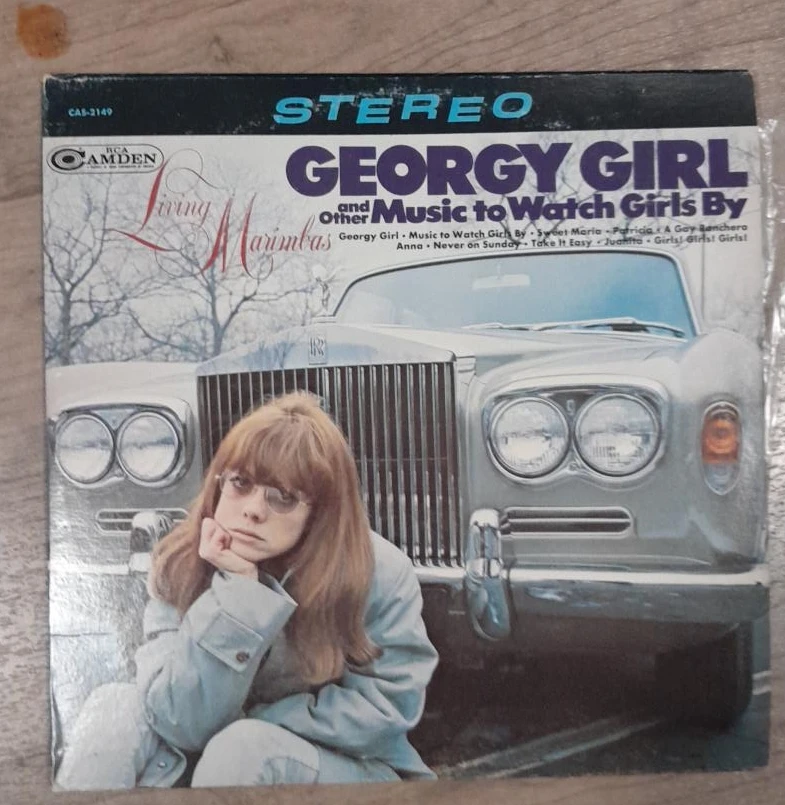 CAS-2149
STEREO
RCA
CAMDEN
Living
Marimbas
GEORGY GIRL
and Other Music to Watch Girls By
Georgy Girl • Music to Watch Girls By • Sweet Maria • Patricia • A Gay Ranchero
Anna • Never on Sunday • Take It Easy • Juanita • Girls! Girls! Girls!
RR